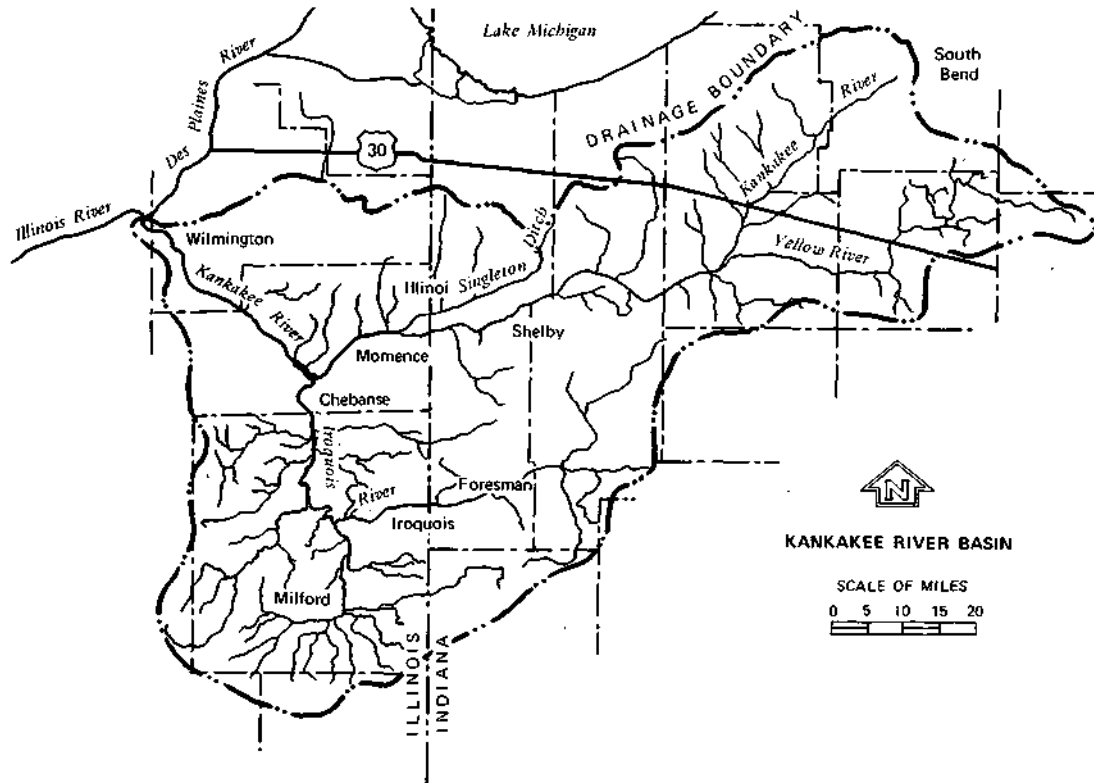 Lake Michigan
River
Plaines
Des
DRAINAGE BOUNDARY
South
Bend
River
30
Kankakee
Illinois River
Wilmington
Ditch
Yellow River
Kankakee
River
Illinoi Singleton
Shelby
Momence
Chebanse
Iroquois
River
Foresman
Iroquois
N
KANKAKEE RIVER BASIN
SCALE OF MILES
0 5 10 15 20
Milford
ILLINOIS
INDIANA